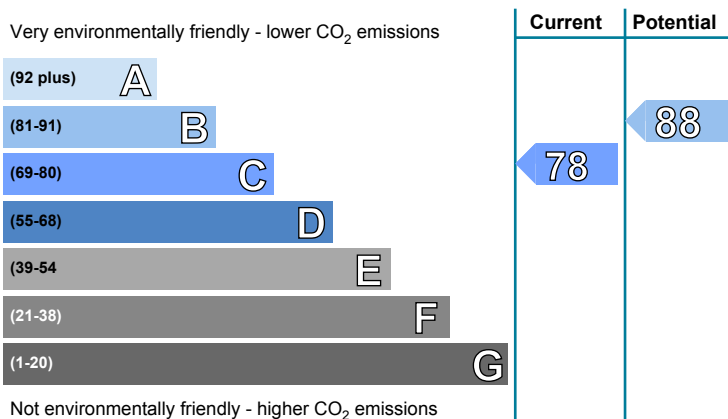 Current Potential
Very environmentally friendly - lower CO2 emissions
(92 plus) A
(81-91) B
88
(69-80) C
78
(55-68) D
(39-54 E
(21-38) F
(1-20) G
Not environmentally friendly - higher CO2 emissions